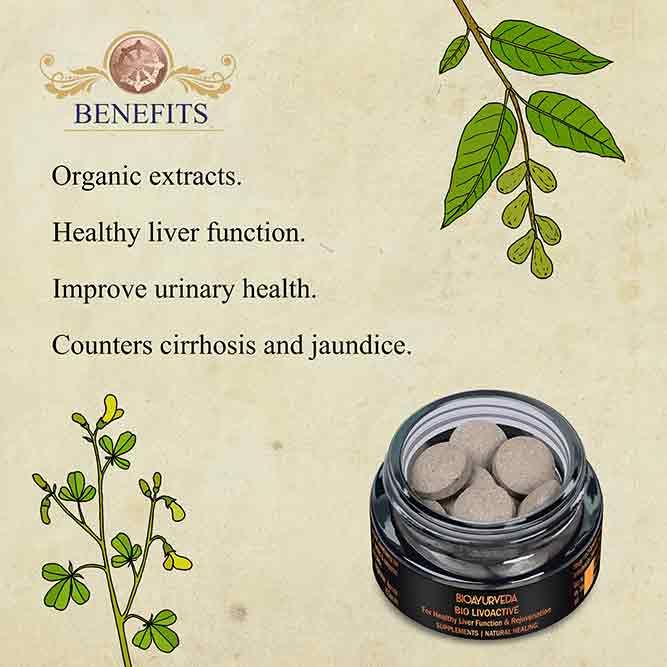 BENEFITS
Organic extracts.
Healthy liver function.
Improve urinary health.
Counters cirrhosis and jaundice.
BIOAYURVEDA
BIO LIVOACTIVE
For Healthy Liver Function & Rejuvenation
SUPPLEMENTS | NATURAL HEALING